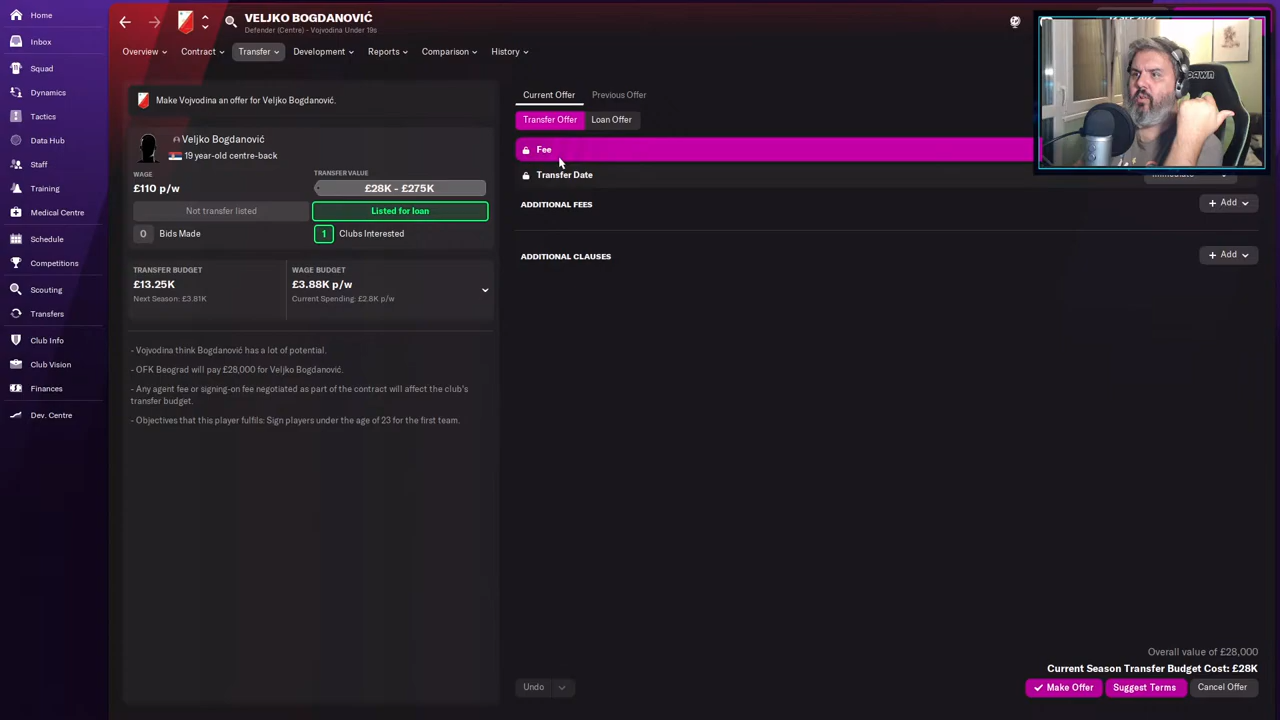 Home
Inbox
Squad
Dynamics
Tactics
Data Hub
Staff
Training
Medical Centre
Schedule
Competitions
Scouting
Transfers
Club Info
Club Vision
Finances
Dev. Centre
VELJKO BOGDANOVIĆ
Defender (Centre) - Vojvodina Under 19s
Overview Contract Transfer Development Reports Comparison History
Make Vojvodina an offer for Veljko Bogdanović.
Veljko Bogdanović
19 year-old centre-back
WAGE TRANSFER VALUE
£110 p/w £28K - £275K
Not transfer listed Listed for loan
0 Bids Made 1 Clubs Interested
TRANSFER BUDGET WAGE BUDGET
£13.25K £3.88K p/w
Next Season: £3.81K Current Spending: £2.8K p/w
- Vojvodina think Bogdanović has a lot of potential.
- OFK Beograd will pay £28,000 for Veljko Bogdanović.
- Any agent fee or signing-on fee negotiated as part of the contract will affect the club's
transfer budget.
- Objectives that this player fulfils: Sign players under the age of 23 for the first team.
Current Offer Previous Offer
Transfer Offer Loan Offer
Fee
Transfer Date Immediate
ADDITIONAL FEES + Add
ADDITIONAL CLAUSES + Add
Overall value of £28,000
Current Season Transfer Budget Cost: £28K
Undo Make Offer Suggest Terms Cancel Offer